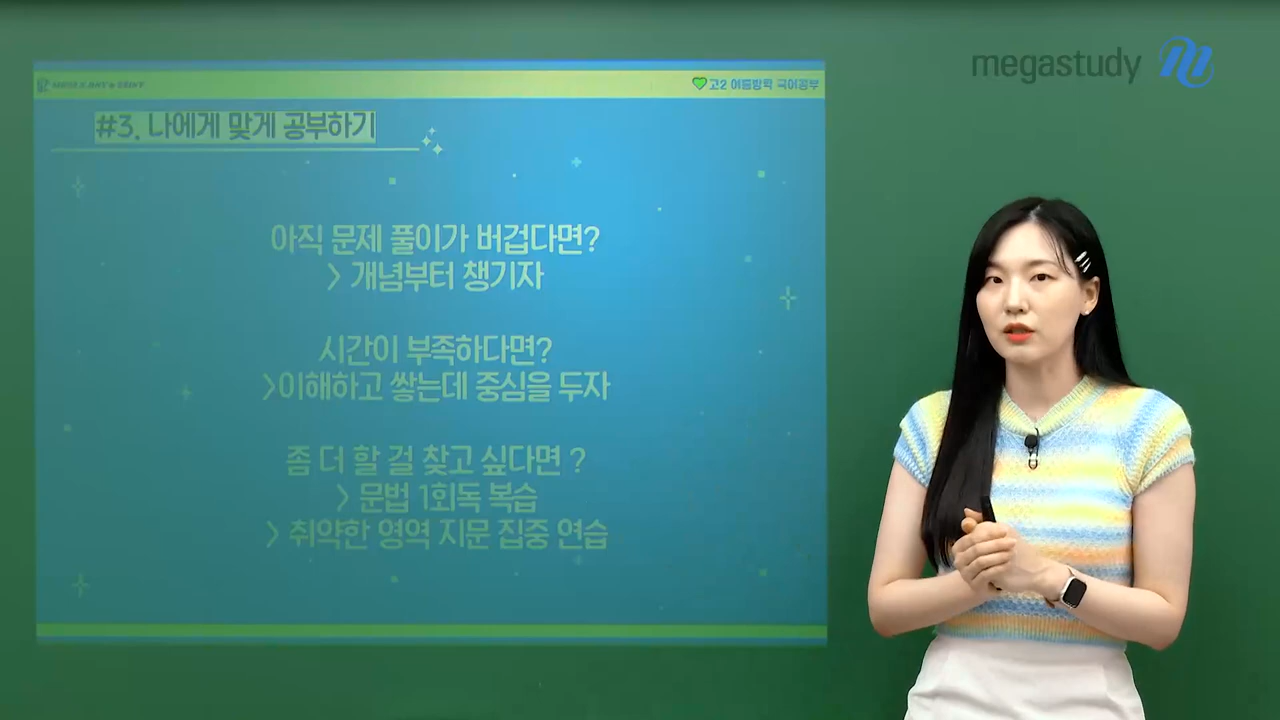 megastudy
고2 여름방학 국어공부
#3. 나에게 맞게 공부하기
아직 문제 풀이가 버겁다면?
> 개념부터 챙기자
시간이 부족하다면?
>이해하고 쌓는데 중심을 두자
좀 더 할 걸 찾고 싶다면 ?
> 문법 1회독 복습
> 취약한 영역 지문 집중 연습